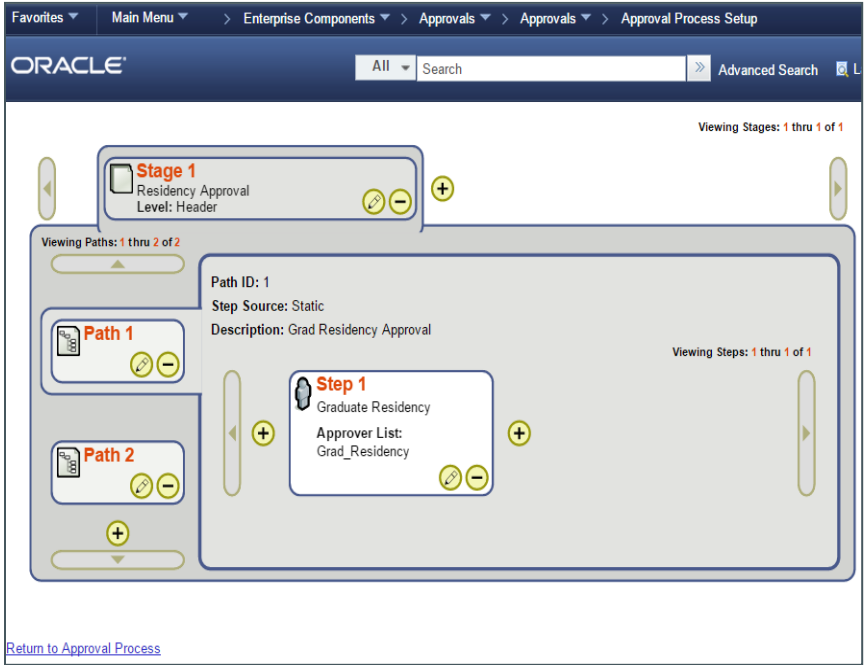 Favorites Main Menu > Enterprise Components > Approvals > Approvals > Approval Process Setup
ORACLE All Search Advanced Search
Viewing Stages: 1 thru 1 of 1
Stage 1
Residency Approval
Level: Header
Viewing Paths: 1 thru 2 of 2
Path ID: 1
Step Source: Static
Description: Grad Residency Approval
Path 1
Viewing Steps: 1 thru 1 of 1
Step 1
Graduate Residency
Approver List:
Grad_Residency
Path 2
Return to Approval Process